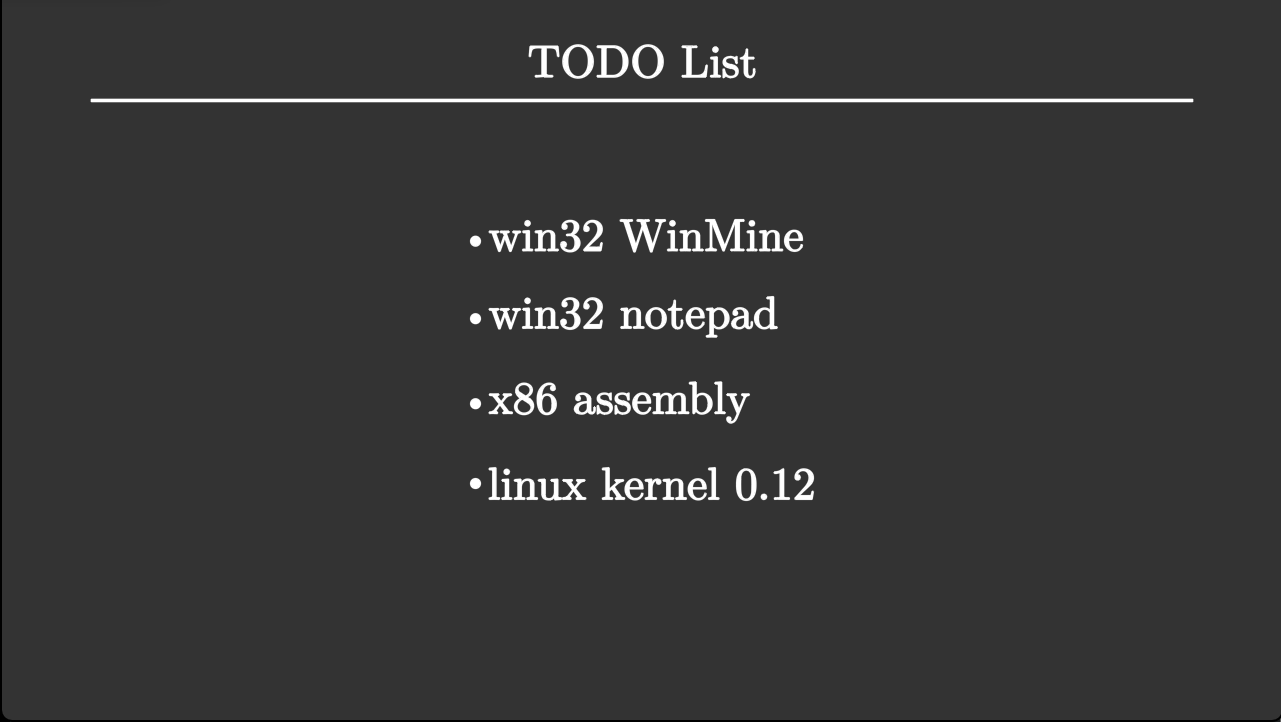 TODO List
• win32 WinMine
• win32 notepad
• x86 assembly
• linux kernel 0.12